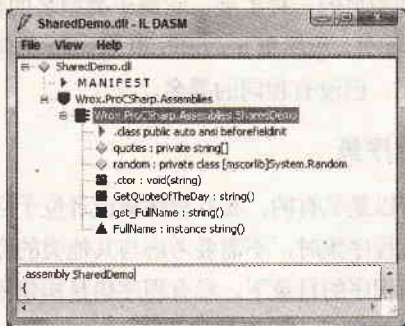 SharedDemo.dll - IL DASM
File View Help
SharedDemo.dll
MANIFEST
Wrox.ProCSharp.Assemblies
Wrox.ProCSharp.Assemblies.SharedDemo
.class public auto ansi beforefieldinit
quotes : private string[]
random : private class [mscorlib]System.Random
.ctor : void(string)
GetQuoteOfTheDay : string()
get_FullName : string()
FullName : instance string()
.assembly SharedDemo
{